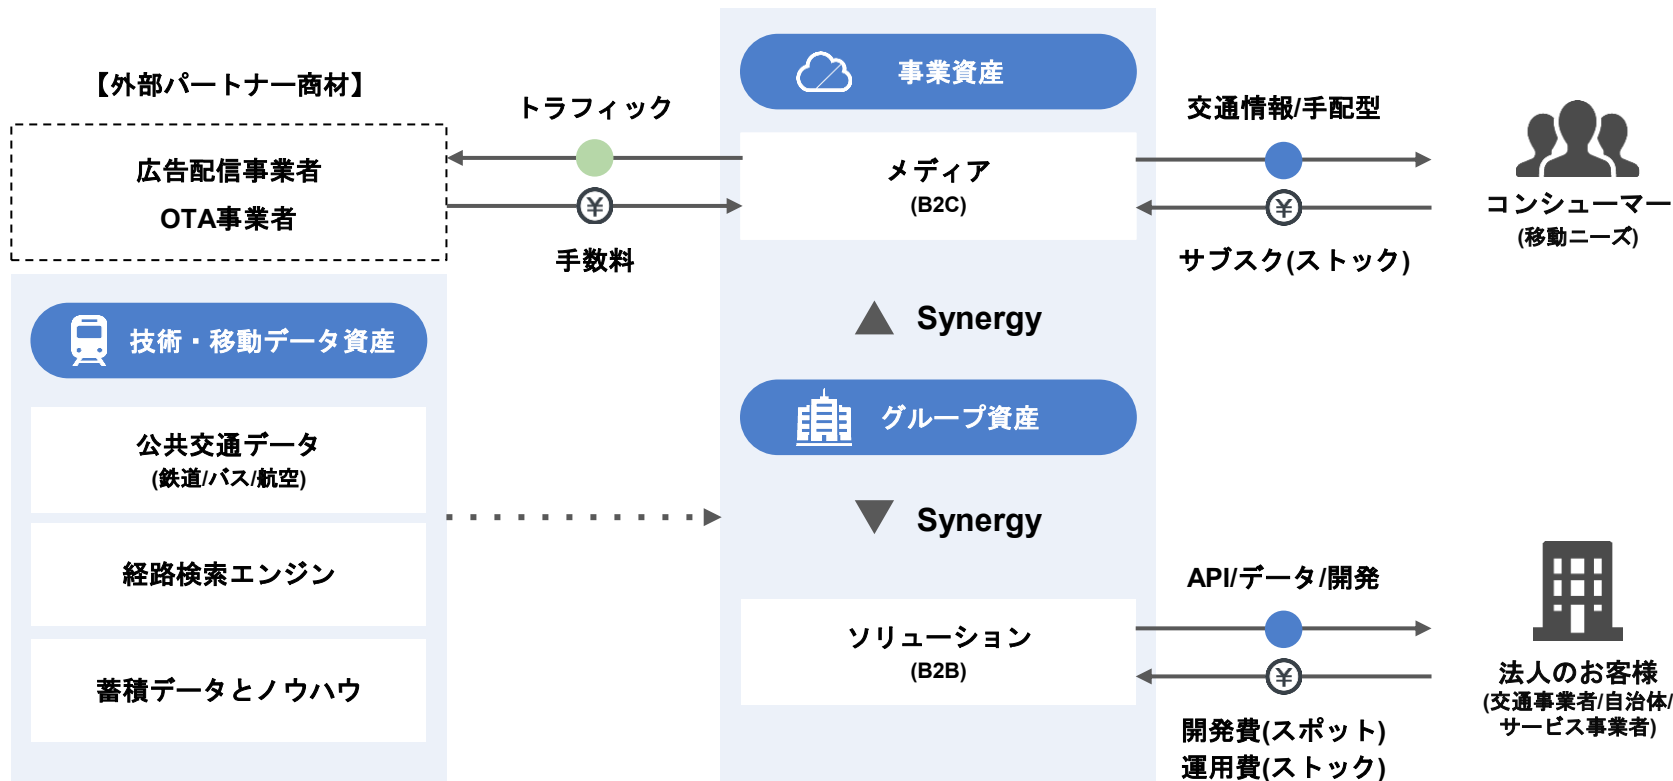 【外部パートナー商材】
広告配信事業者
OTA事業者
トラフィック
¥
手数料
技術・移動データ資産
公共交通データ
(鉄道/バス/航空)
経路検索エンジン
蓄積データとノウハウ
事業資産
メディア
(B2C)
Synergy
グループ資産
Synergy
ソリューション
(B2B)
交通情報/手配型
¥
サブスク(ストック)
コンシューマー
(移動ニーズ)
API/データ/開発
¥
開発費(スポット)
運用費(ストック)
法人のお客様
(交通事業者/自治体/
サービス事業者)